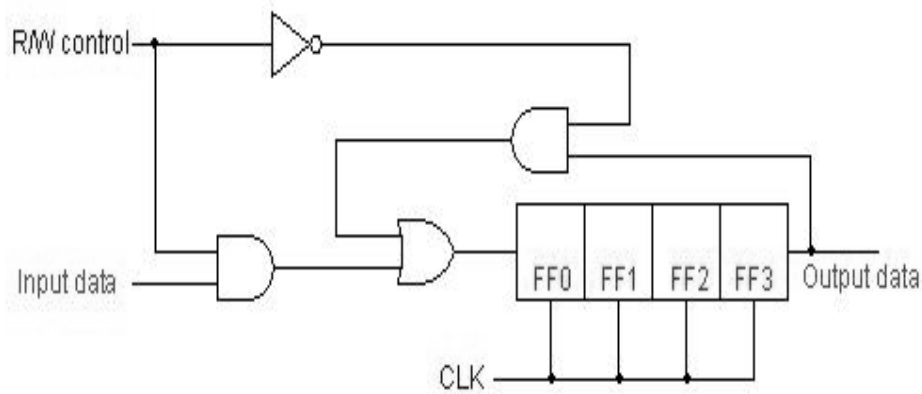 R/W control
Input data
FF0 FF1 FF2 FF3
Output data
CLK